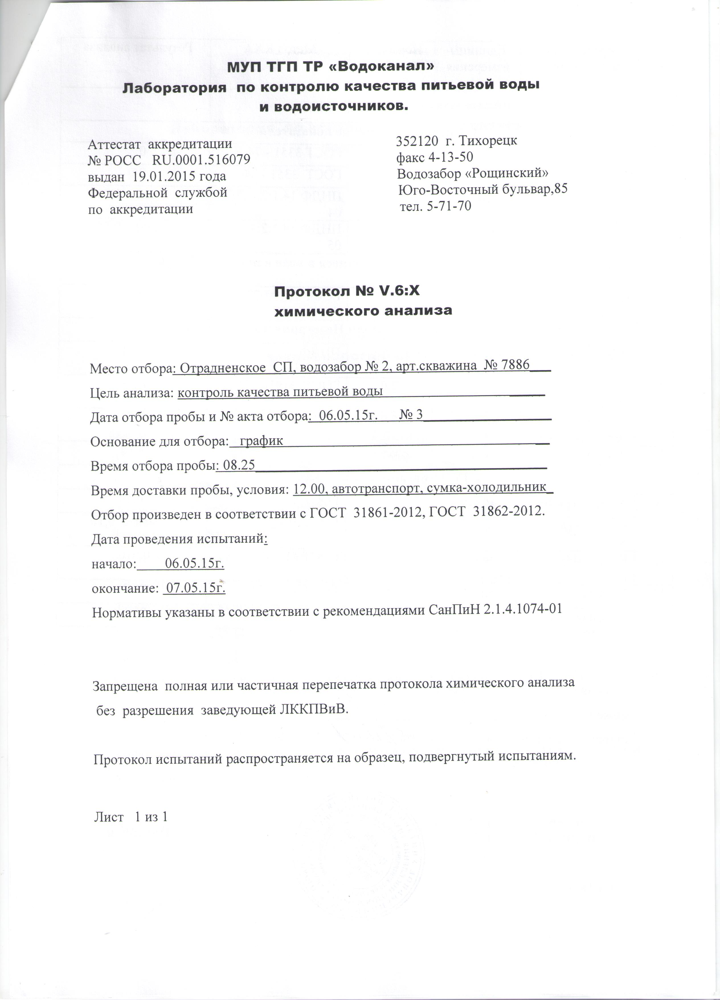 МУП ТГП ТР «Водоканал»
Лаборатория по контролю качества питьевой воды
и водоисточников.
Аттестат аккредитации
№ РОСС RU.0001.516079
выдан 19.01.2015 года
Федеральной службой
по аккредитации
352120 г. Тихорецк
факс 4-13-50
Водозабор «Рощинский»
Юго-Восточный бульвар,85
тел. 5-71-70
Протокол № V.6:X
химического анализа
Место отбора: Отрадненское СП, водозабор № 2, арт.скважина № 7886
Цель анализа: контроль качества питьевой воды
Дата отбора пробы и № акта отбора: 06.05.15г. № 3
Основание для отбора: график
Время отбора пробы: 08.25
Время доставки пробы, условия: 12.00, автотранспорт, сумка-холодильник
Отбор произведен в соответствии с ГОСТ 31861-2012, ГОСТ 31862-2012.
Дата проведения испытаний:
начало: 06.05.15г.
окончание: 07.05.15г.
Нормативы указаны в соответствии с рекомендациями СанПиН 2.1.4.1074-01
Запрещена полная или частичная перепечатка протокола химического анализа
без разрешения заведующей ЛККПВиВ.
Протокол испытаний распространяется на образец, подвергнутый испытаниям.
Лист 1 из 1